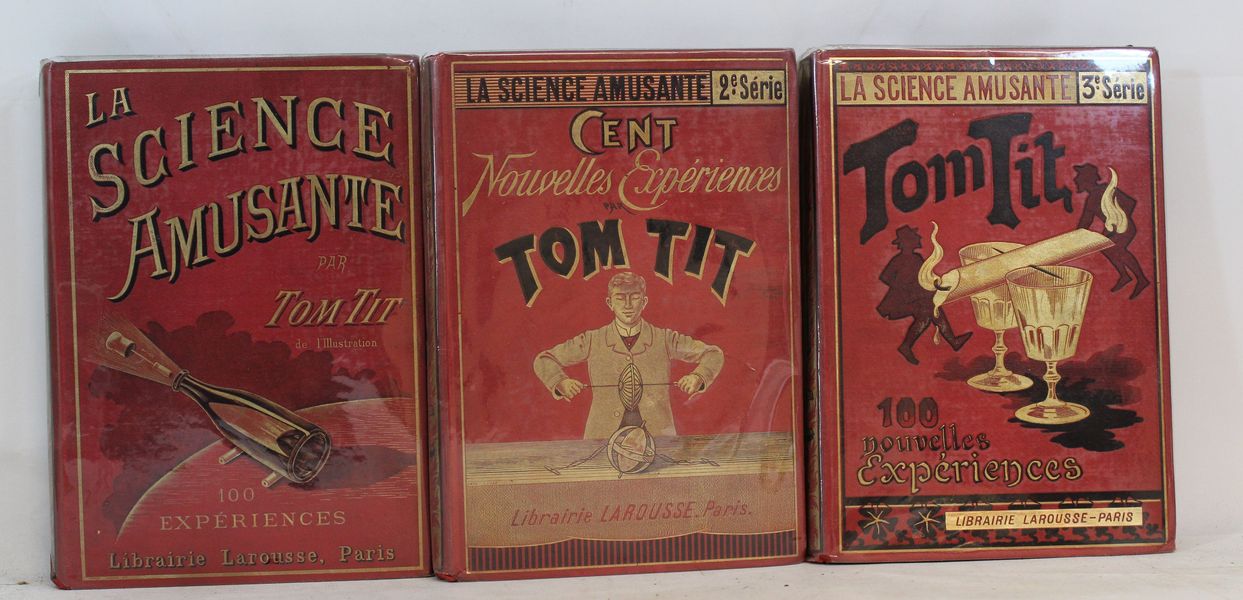 LA
SCIENCE
AMUSANTE
PAR
TOM TIT
de l'Illustration
100
EXPÉRIENCES
Librairie Larousse, Paris
LA SCIENCE AMUSANTE 2e Série
CENT
Nouvelles Expériences
PAR
TOM TIT
Librairie LAROUSSE. Paris.
LA SCIENCE AMUSANTE 3e Série
Tom Tit
100
nouvelles
Expériences
LIBRAIRIE LAROUSSE-PARIS